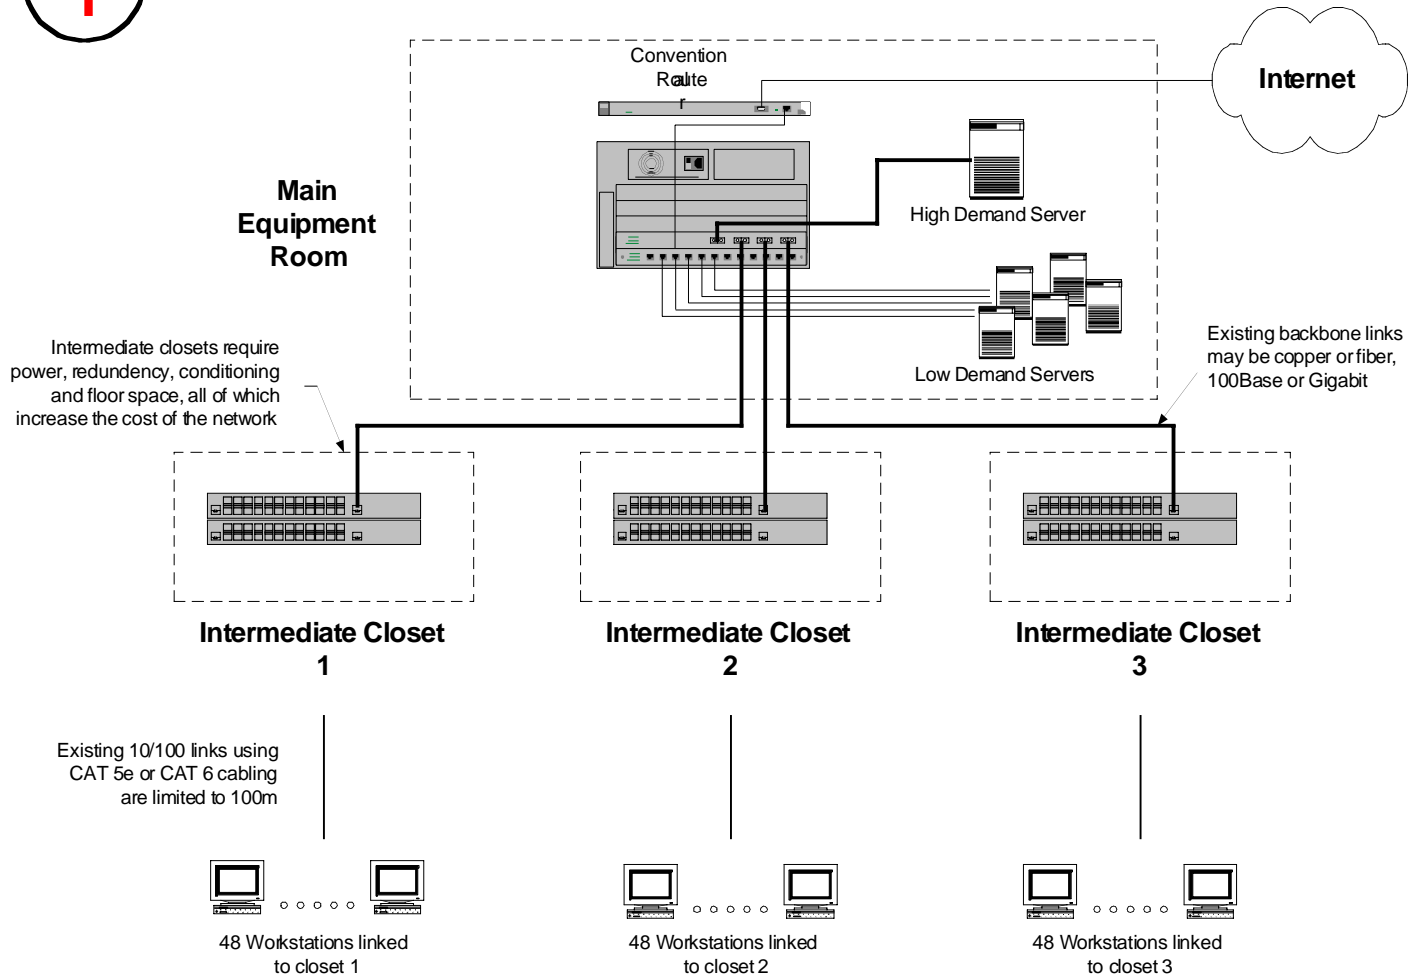 Convention
Route
al
r
Internet
Main
Equipment
Room
High Demand Server
Low Demand Servers
Intermediate closets require
power, redundency, conditioning
and floor space, all of which
increase the cost of the network
Existing backbone links
may be copper or fiber,
100Base or Gigabit
Intermediate Closet
1
Intermediate Closet
2
Intermediate Closet
3
Existing 10/100 links using
CAT 5e or CAT 6 cabling
are limited to 100m
48 Workstations linked
to closet 1
48 Workstations linked
to closet 2
48 Workstations linked
to closet 3